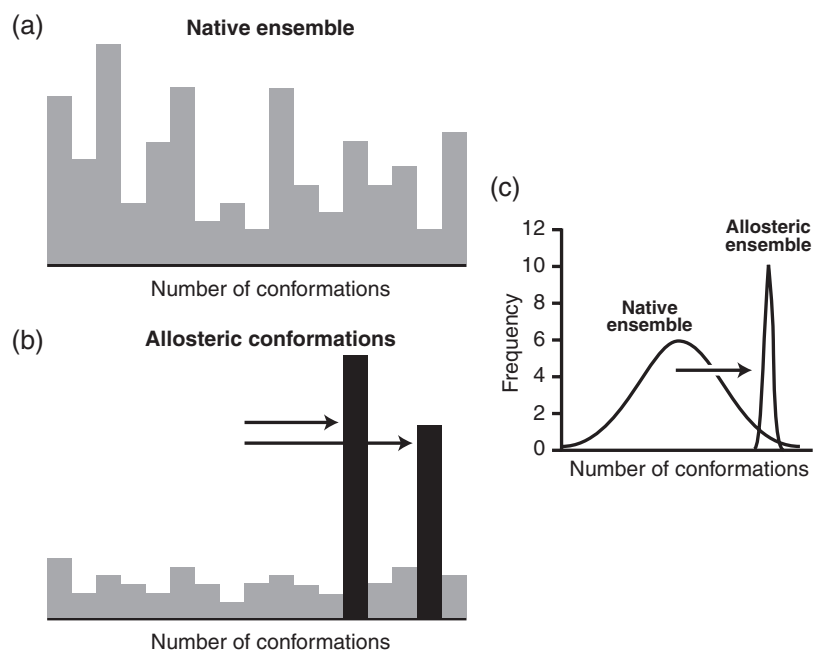 (a)
Native ensemble
Number of conformations
(b)
Allosteric conformations
Number of conformations
(c)
12
10
8
6
4
2
0
Frequency
Native
ensemble
Allosteric
ensemble
Number of conformations